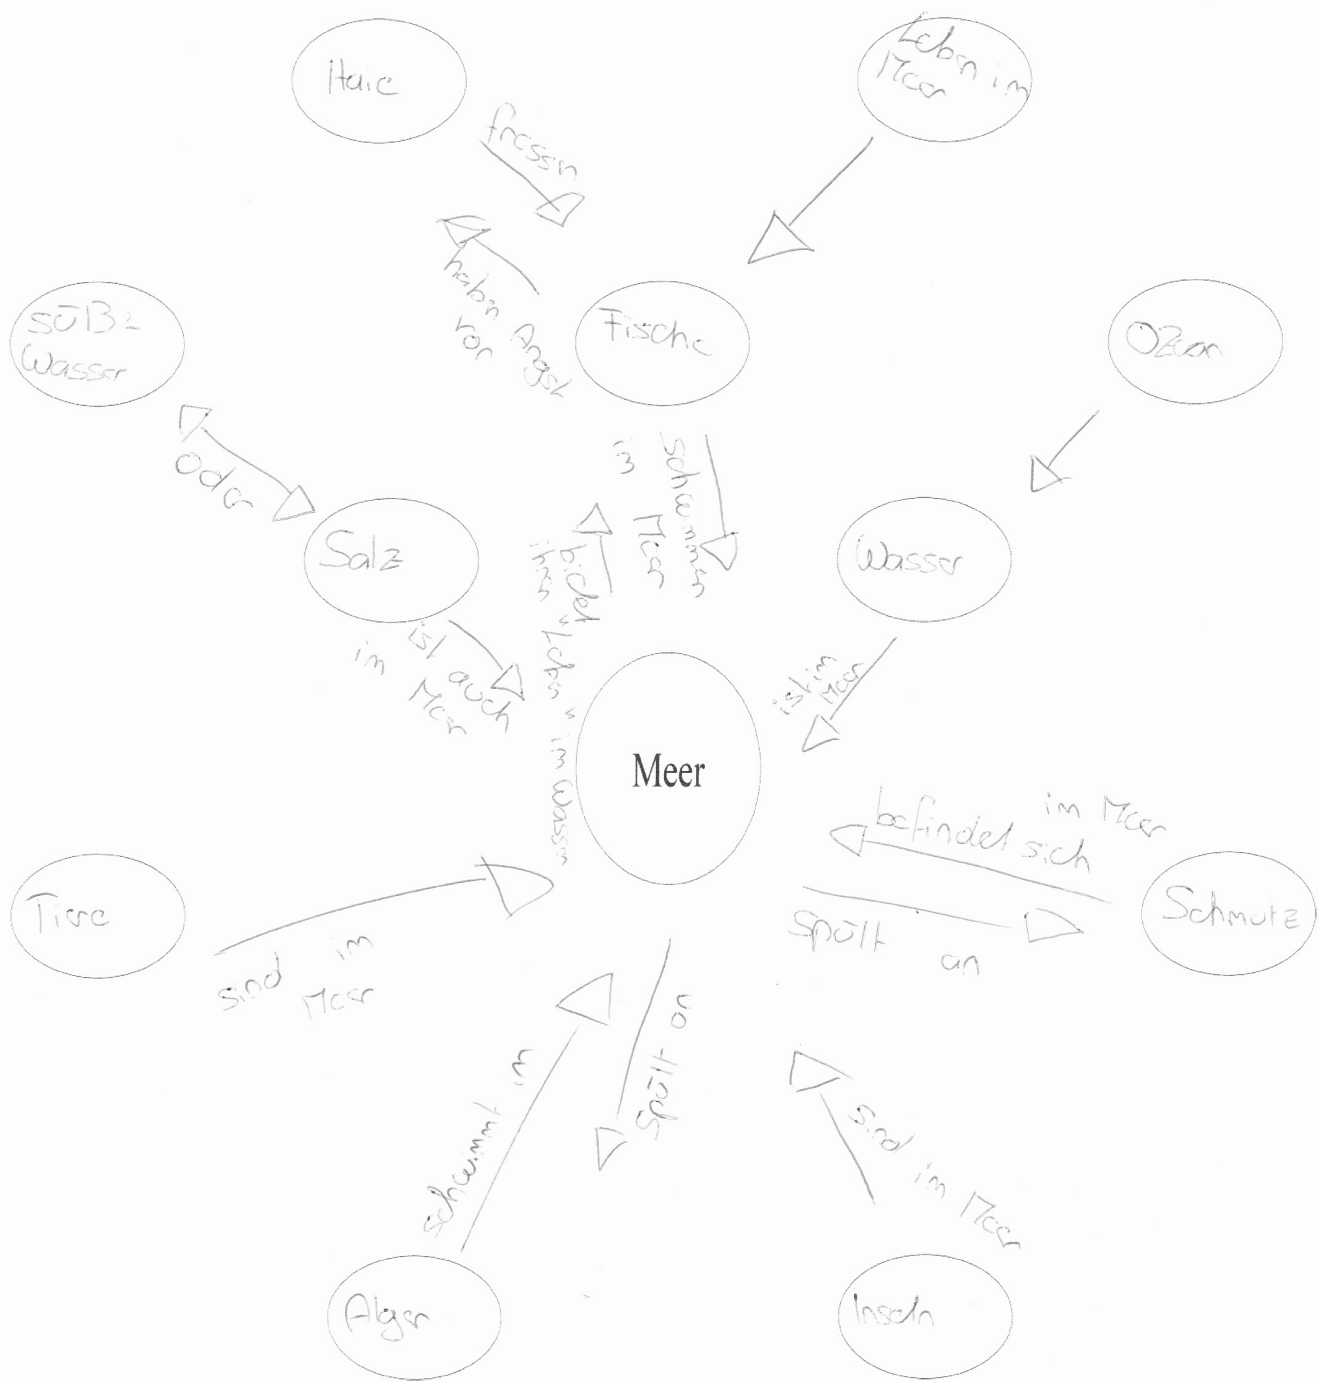 Haie
Leben im
Meer
fressen
haben Angst
vor
süß-
Wasser
Fische
Ozean
oder
schwimmen
im Meer
Salz
Wasser
bietet
ihnen "Leben" im Wasser
ist auch
im Meer
ist im
Meer
Meer
befindet sich
im Meer
Tiere
Schmutz
sind im
Meer
spült an
schwimmt im
spült an
sind im Meer
Algen
Inseln